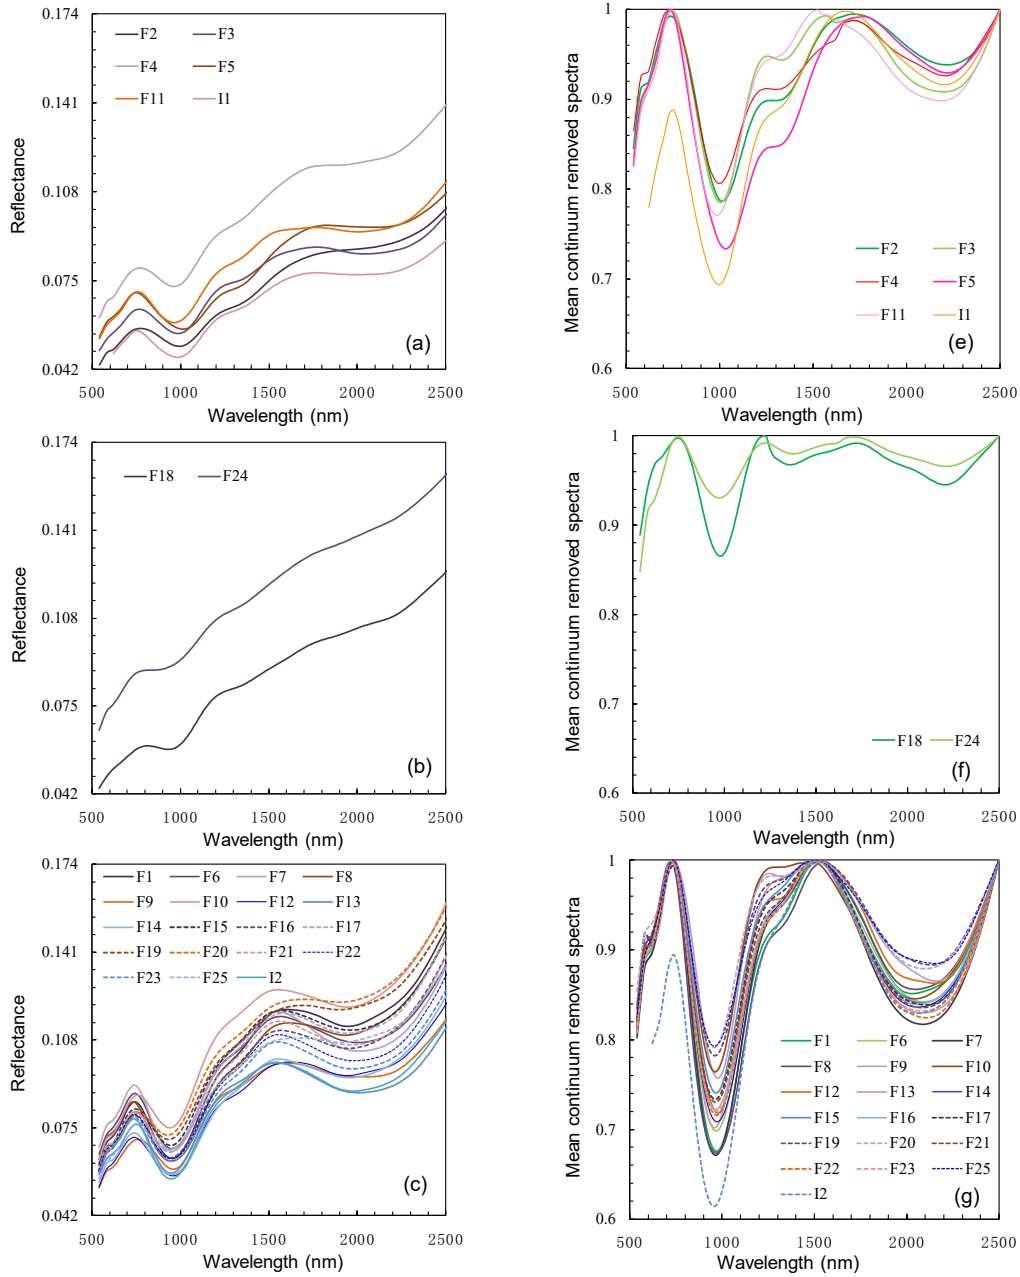 0.174
0.141
0.108
0.075
0.042
Reflectance
F2 F3
F4 F5
F11 I1
(a)
500 1000 1500 2000 2500
Wavelength (nm)
1
0.9
0.8
0.7
0.6
Mean continuum removed spectra
F2 F3
F4 F5
F11 I1
(e)
500 1000 1500 2000 2500
Wavelength (nm)
0.174
0.141
0.108
0.075
0.042
Reflectance
F18 F24
(b)
500 1000 1500 2000 2500
Wavelength (nm)
1
0.9
0.8
0.7
0.6
Mean continuum removed spectra
F18 F24
(f)
500 1000 1500 2000 2500
Wavelength (nm)
0.174
0.141
0.108
0.075
0.042
Reflectance
F1 F6 F7 F8
F9 F10 F12 F13
F14 F15 F16 F17
F19 F20 F21 F22
F23 F25 I2
(c)
500 1000 1500 2000 2500
Wavelength (nm)
1
0.9
0.8
0.7
0.6
Mean continuum removed spectra
F1 F6 F7
F8 F9 F10
F12 F13 F14
F15 F16 F17
F19 F20 F21
F22 F23 F25
I2
(g)
500 1000 1500 2000 2500
Wavelength (nm)